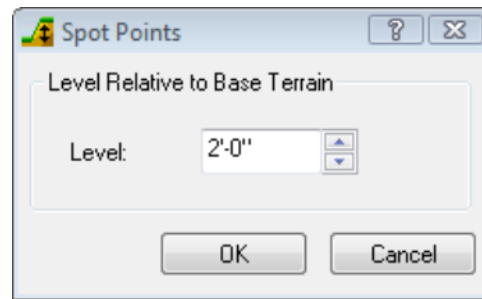 Spot Points
Level Relative to Base Terrain
Level: 2'-0"
OK Cancel